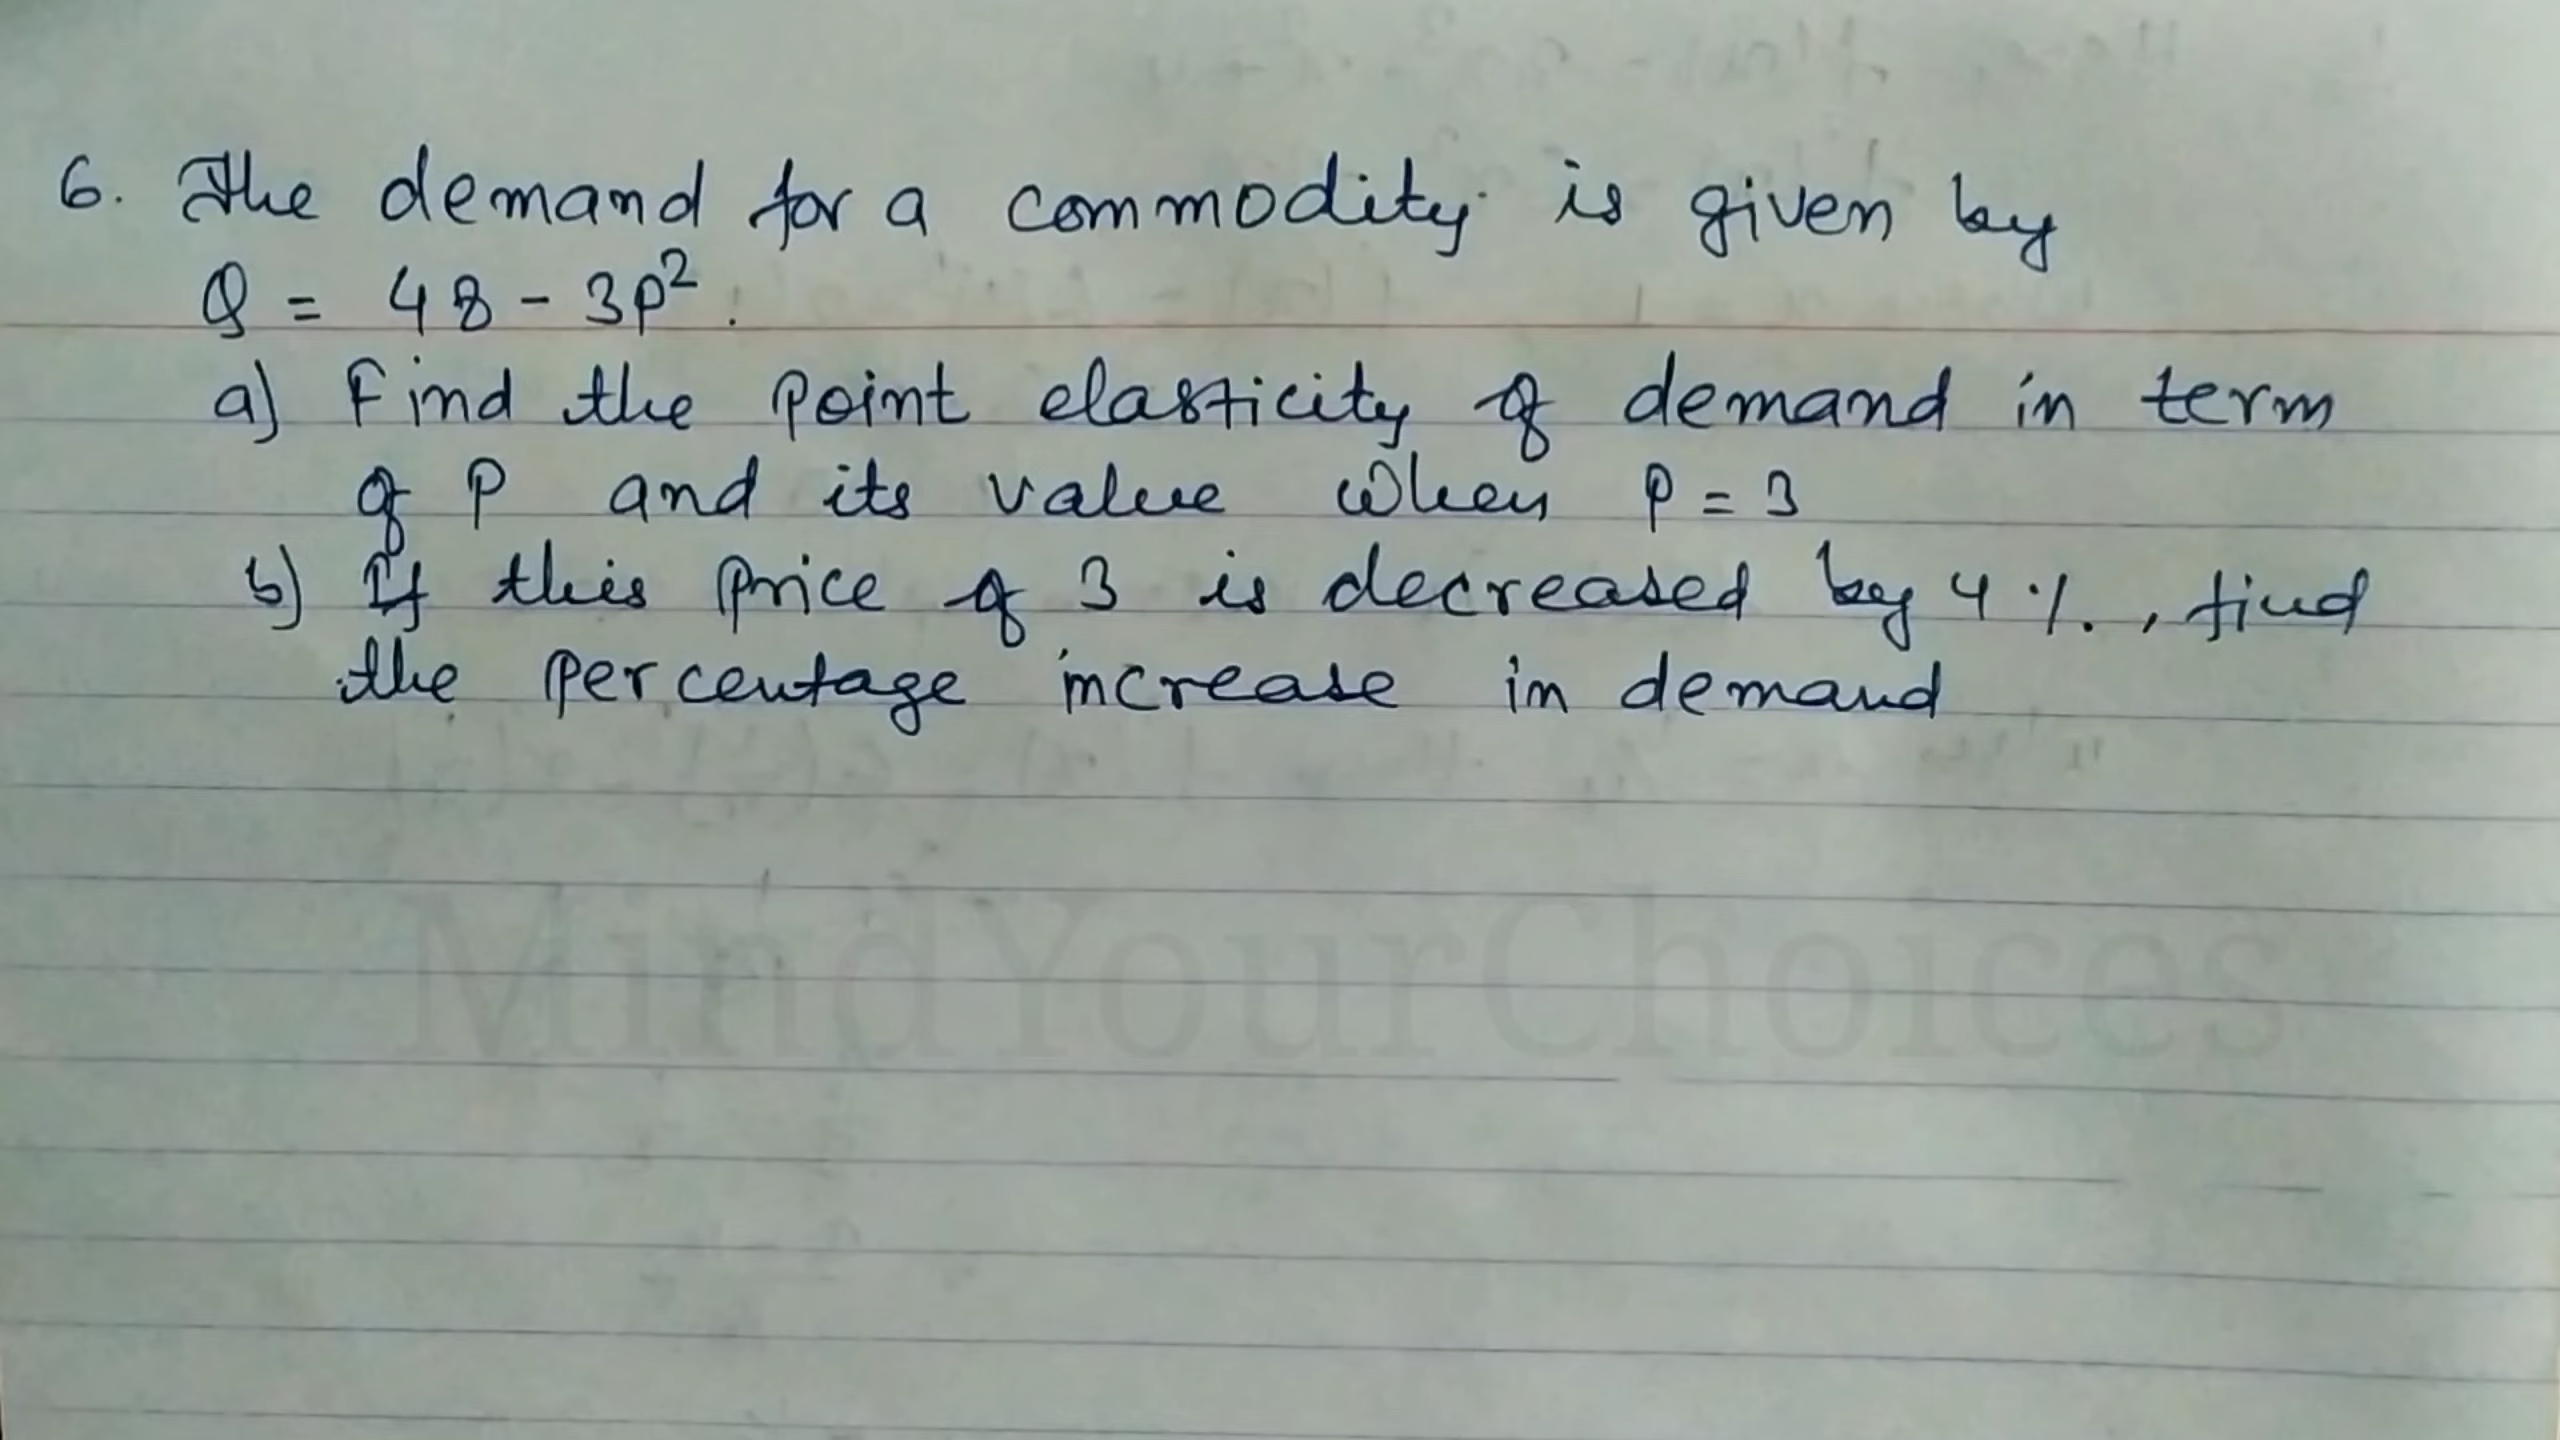 6. The demand for a commodity is given by
Q = 48 - 3p².
a) Find the point elasticity of demand in term
of P and its value when P = 3
b) If this price of 3 is decreased by 4 %. , find
the percentage increase in demand
MindYourChoices